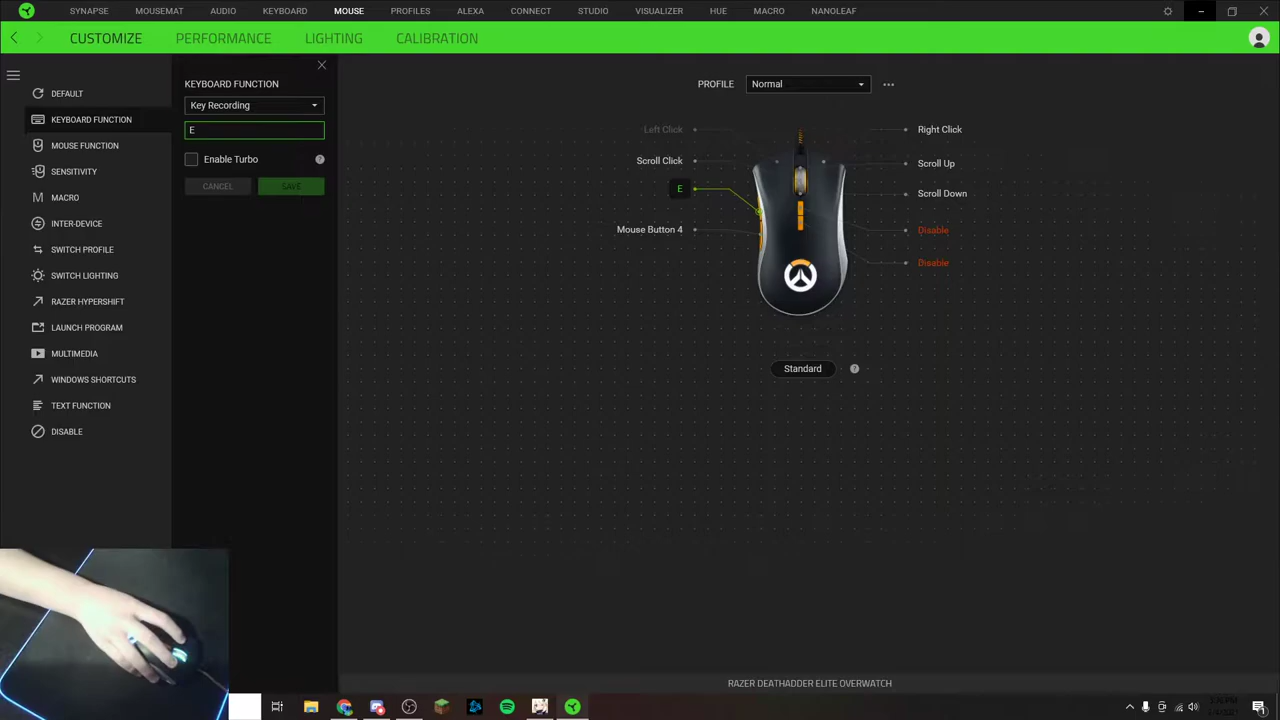 SYNAPSE MOUSEMAT AUDIO KEYBOARD MOUSE PROFILES ALEXA CONNECT STUDIO VISUALIZER HUE MACRO NANOLEAF
CUSTOMIZE PERFORMANCE LIGHTING CALIBRATION
DEFAULT
KEYBOARD FUNCTION
MOUSE FUNCTION
SENSITIVITY
MACRO
INTER-DEVICE
SWITCH PROFILE
SWITCH LIGHTING
RAZER HYPERSHIFT
LAUNCH PROGRAM
MULTIMEDIA
WINDOWS SHORTCUTS
TEXT FUNCTION
DISABLE
KEYBOARD FUNCTION
Key Recording
E
Enable Turbo ?
CANCEL SAVE
PROFILE Normal
Left Click
Scroll Click
E
Mouse Button 4
Right Click
Scroll Up
Scroll Down
Disable
Disable
Standard ?
RAZER DEATHADDER ELITE OVERWATCH